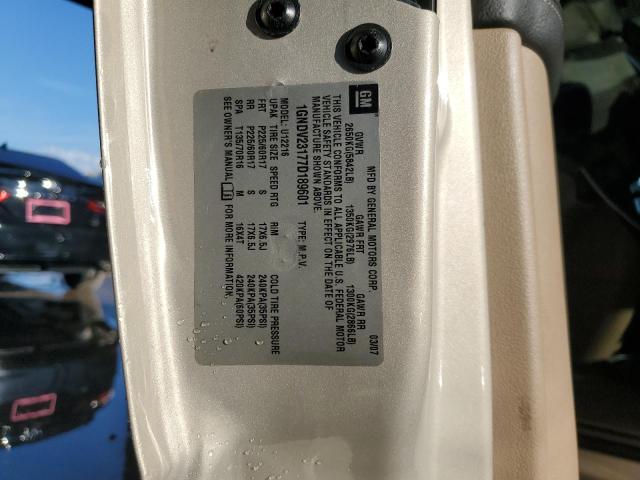 GM
MFD BY GENERAL MOTORS CORP. 03/07
GVWR GAWR FRT GAWR RR
2650KG(5842LB) 1350KG(2976LB) 1300KG(2866LB)
THIS VEHICLE CONFORMS TO ALL APPLICABLE U.S. FEDERAL MOTOR
VEHICLE SAFETY STANDARDS IN EFFECT ON THE DATE OF
MANUFACTURE SHOWN ABOVE.
1GNDV23177D189601 TYPE: M.P.V.
MODEL: U12216
UPAK TIRE SIZE SPEED RTG RIM COLD TIRE PRESSURE
FRT P225/60R17 S 17X6.5J 240KPA(35PSI)
RR P225/60R17 S 17X6.5J 240KPA(35PSI)
SPA T135/70R16 M 16X4T 420KPA(60PSI)
SEE OWNER'S MANUAL FOR MORE INFORMATION.